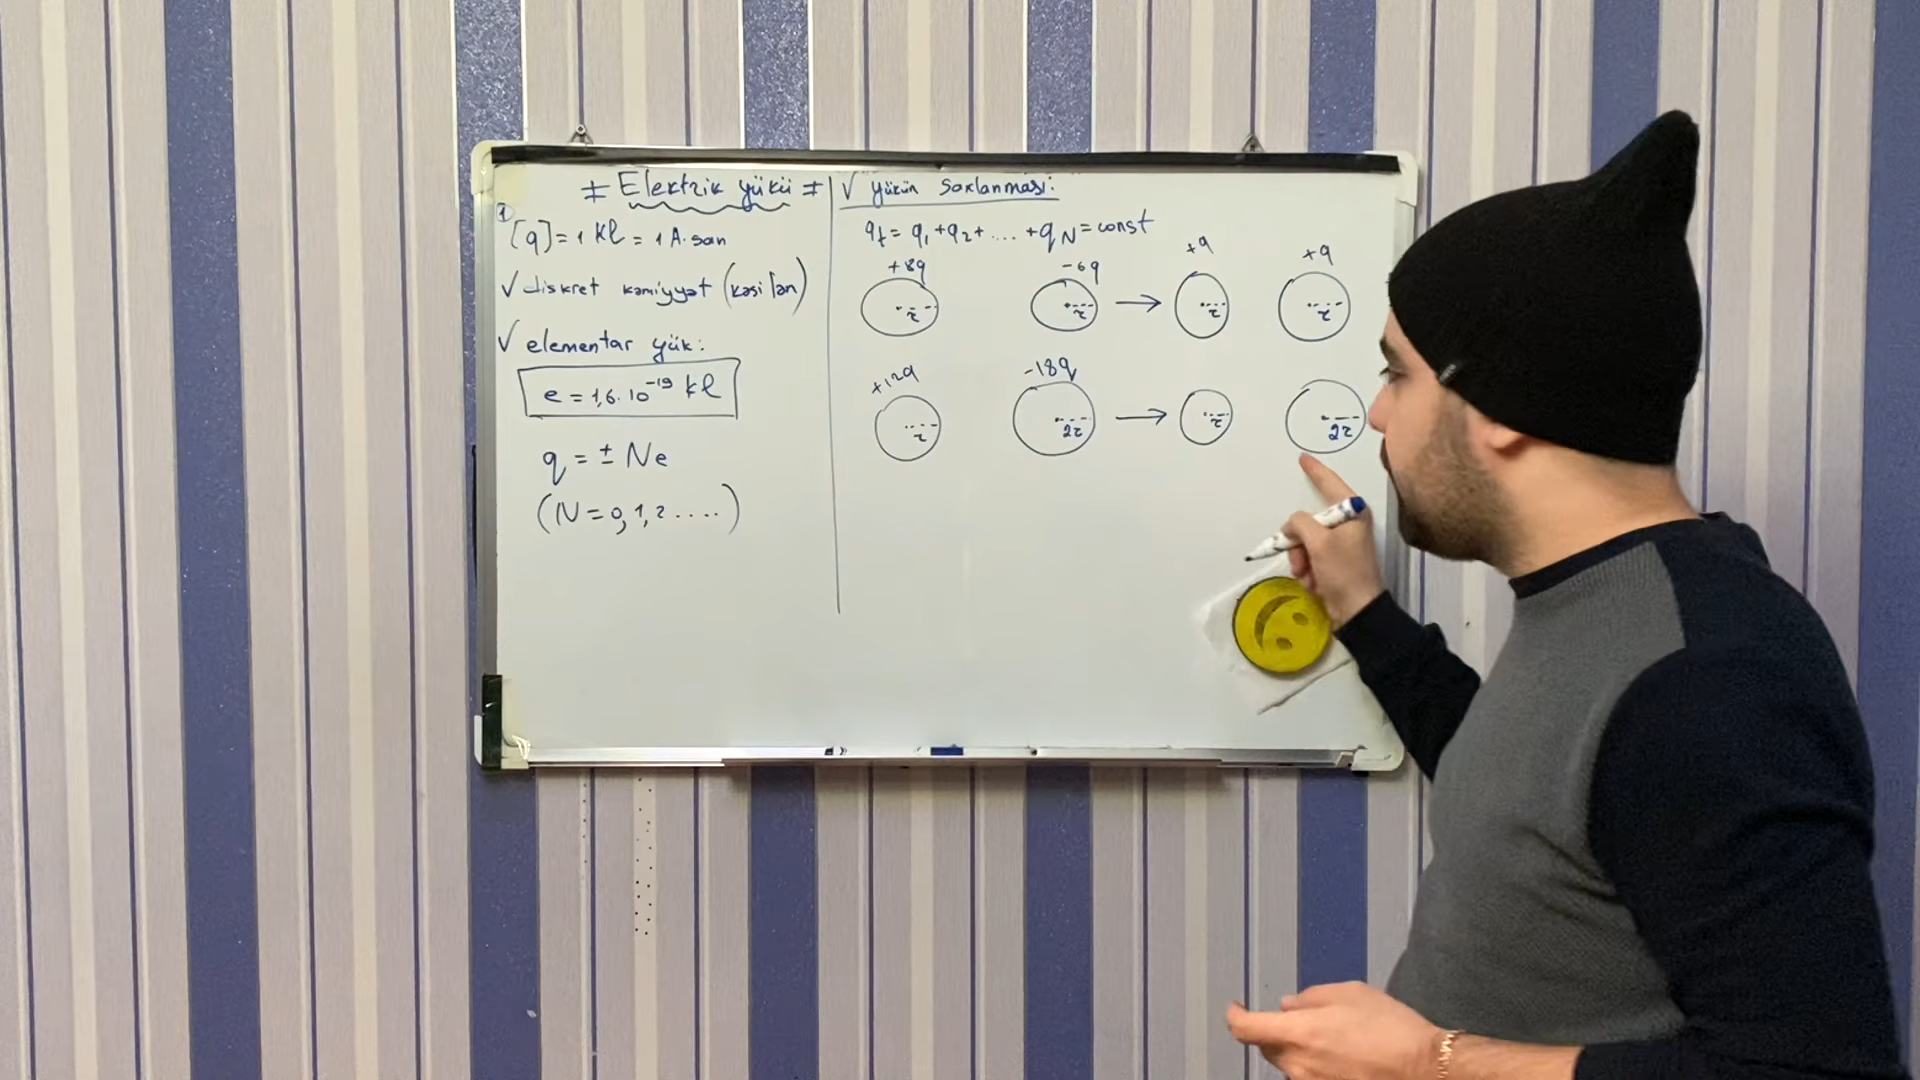 ≠ Elektrik yükü ≠
1
[q] = 1 Kl = 1 A·san
√ diskret kəmiyyət (kəsilən)
√ elementar yük:
e = 1,6·10⁻¹⁹ kl
q = ± Ne
(N = 0, 1, 2 ....)
√ yükün saxlanması:
qt = q₁ + q₂ + .... + qN = const
+8q -6q +q +q
r r → r r
+12q -18q
r 2r → r 2r